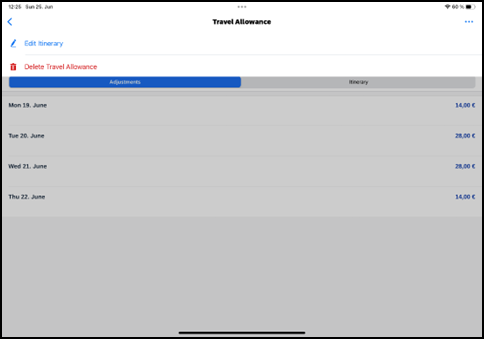 12:25 Sun 25. Jun 60 %
Travel Allowance
Edit Itinerary
Delete Travel Allowance
Adjustments Itinerary
Mon 19. June 14,00 €
Tue 20. June 28,00 €
Wed 21. June 28,00 €
Thu 22. June 14,00 €